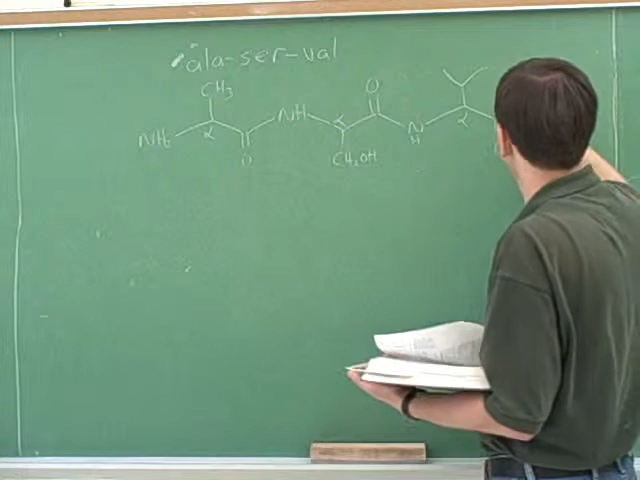 ala-ser-val
CH3
O
NH
α
α
α
NH2
N
H
O
CH2OH